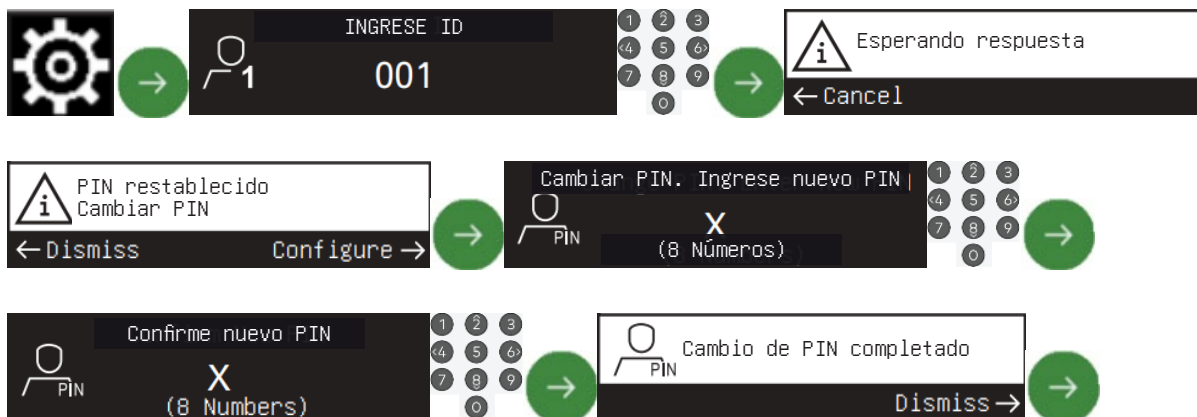 INGRESE ID
1
001
1 2 3
<4 5 6>
7 8 9
0
→
→
i
Esperando respuesta
←Cancel
i
PIN restablecido
Cambiar PIN
←Dismiss Configure→
→
Cambiar PIN. Ingrese nuevo PIN
PIN
X
(8 Números)
1 2 3
<4 5 6>
7 8 9
0
→
Confirme nuevo PIN
PIN
X
(8 Numbers)
1 2 3
<4 5 6>
7 8 9
0
→
PIN
Cambio de PIN completado
Dismiss→
→